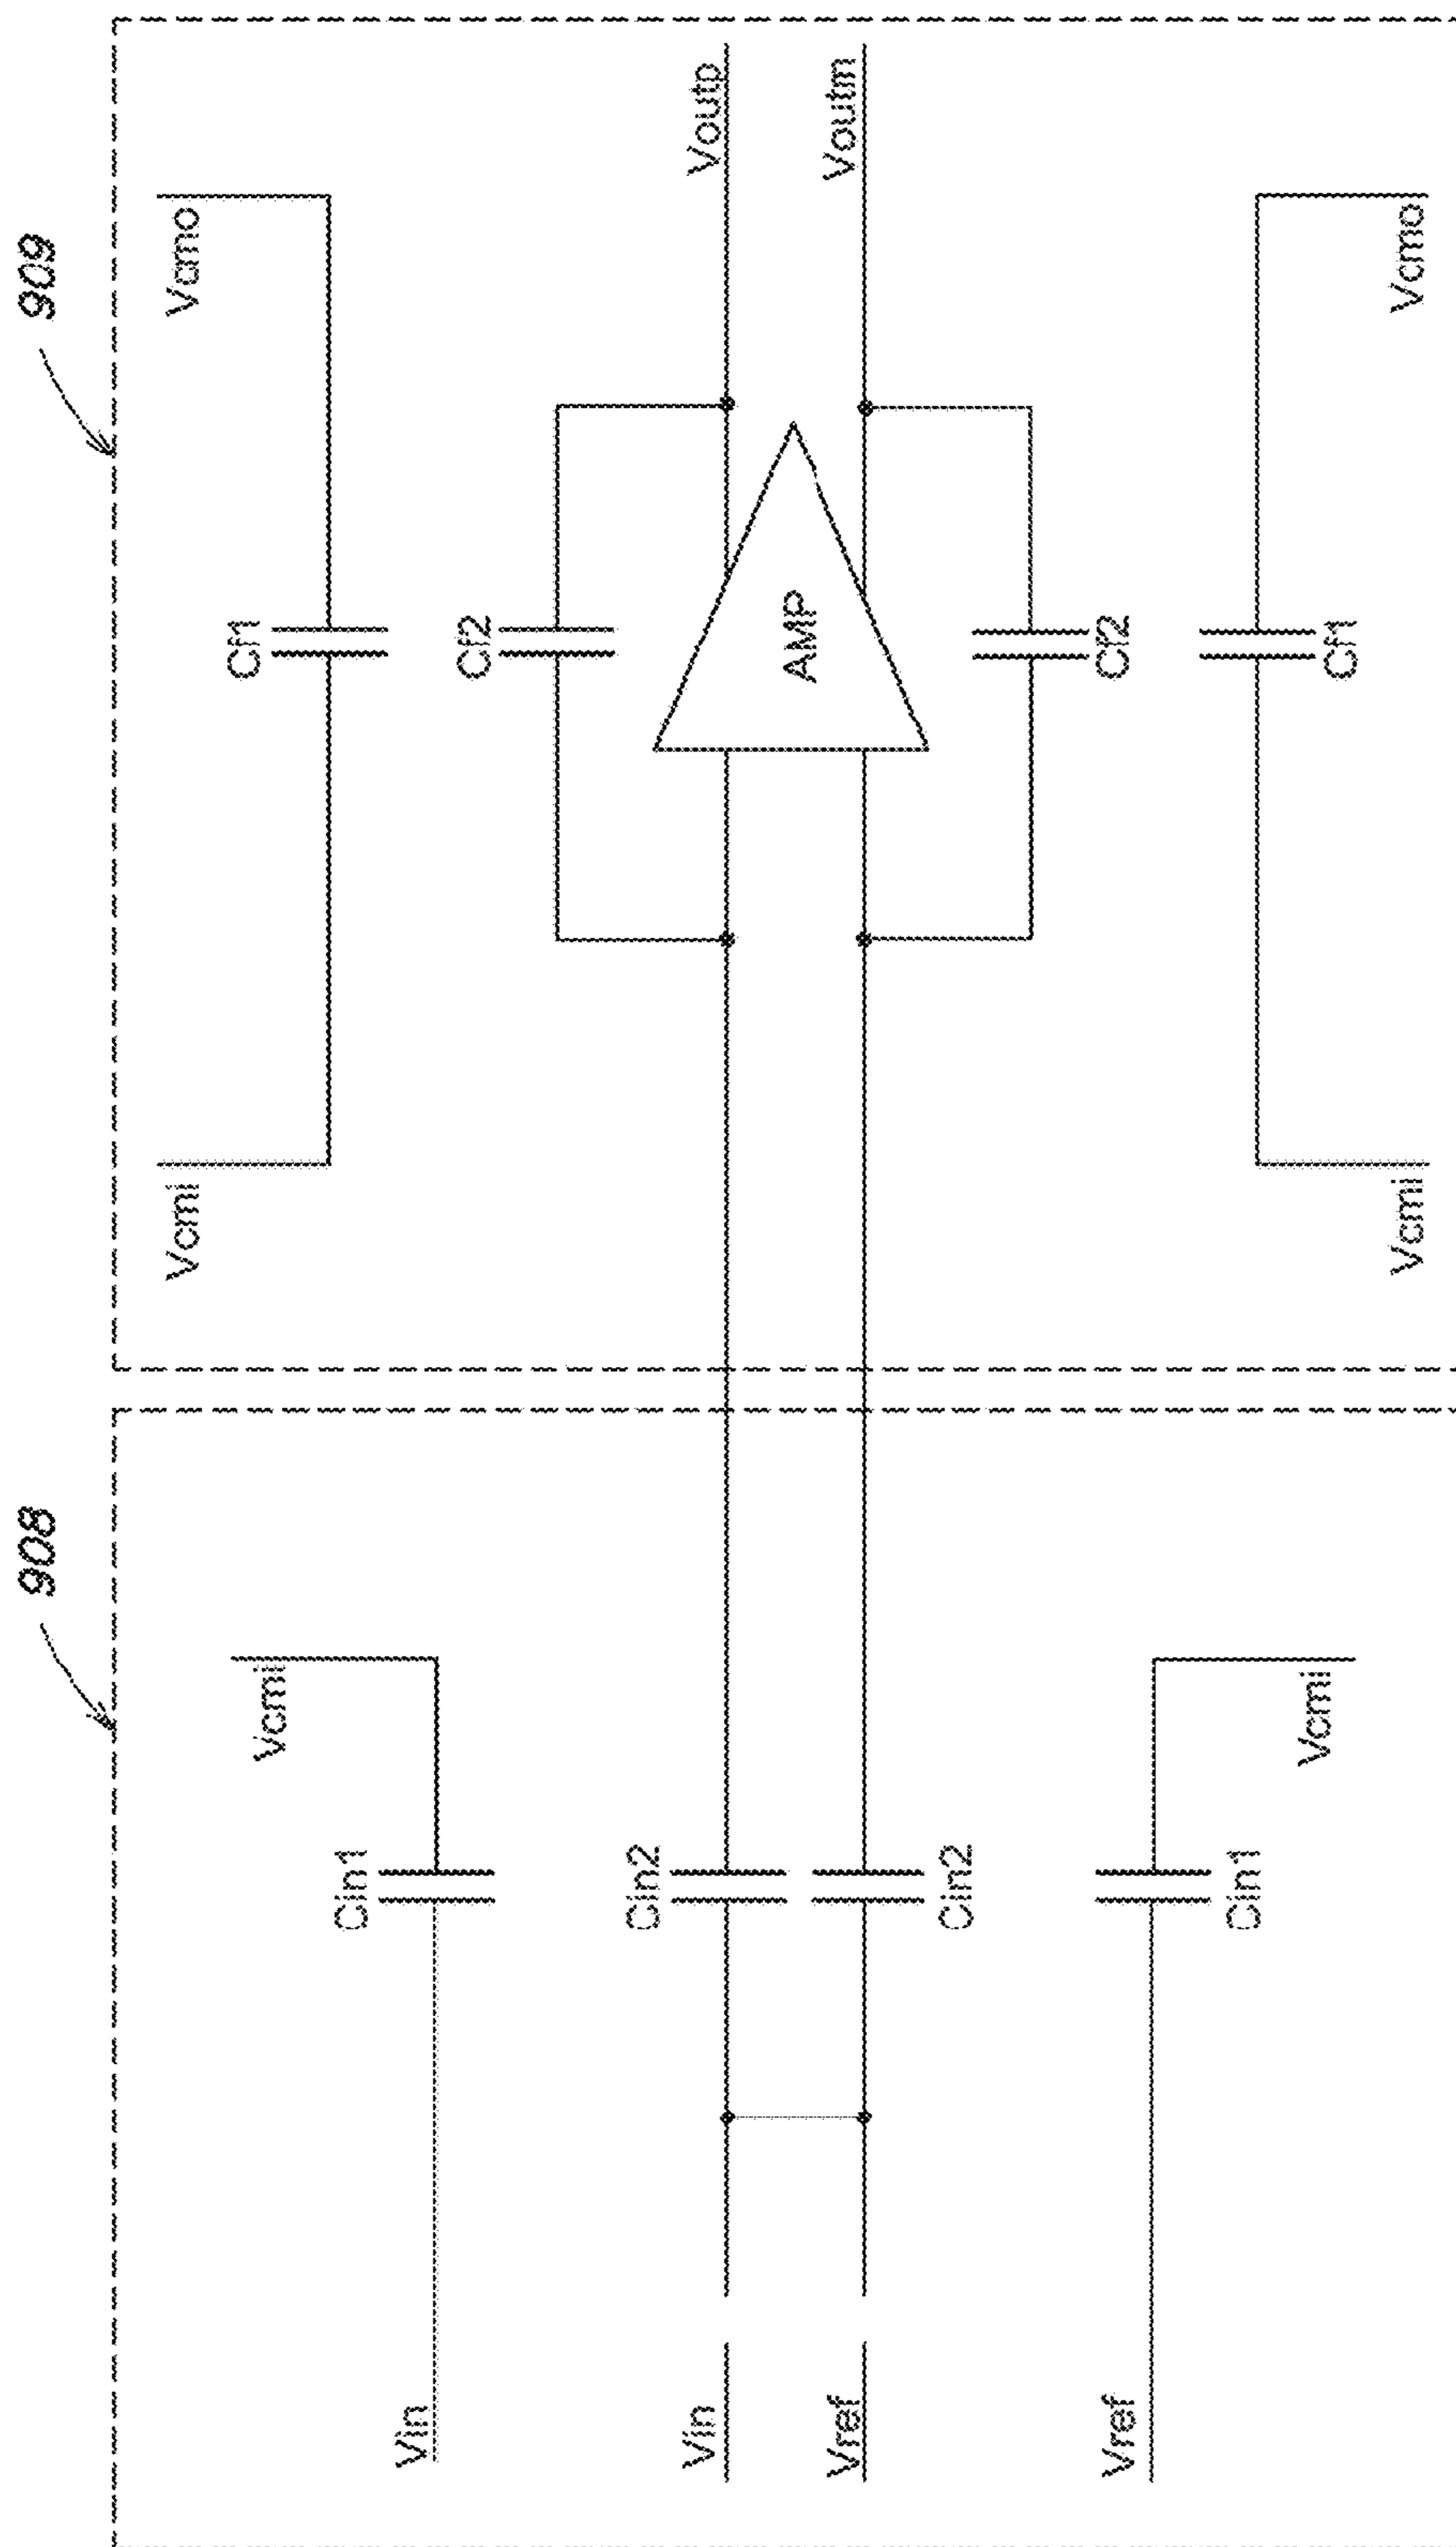 908
909
Vcmi
Vcmi
Vcmo
Cin1
Cf1
Vin
Cf2
Cin2
Voutp
Vin
AMP
Vref
Voutm
Cin2
Cf2
Vref
Cin1
Cf1
Vcmi
Vcmi
Vcmo